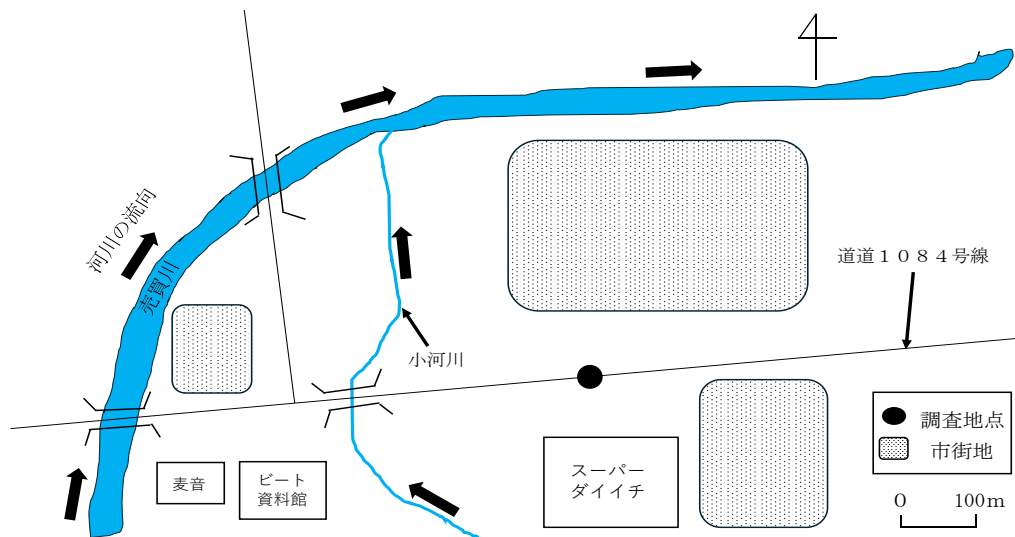 河川の流向
売買川
道道１０８４号線
小河川
麦音
ビート
資料館
スーパー
ダイイチ
調査地点
市街地
0 100m